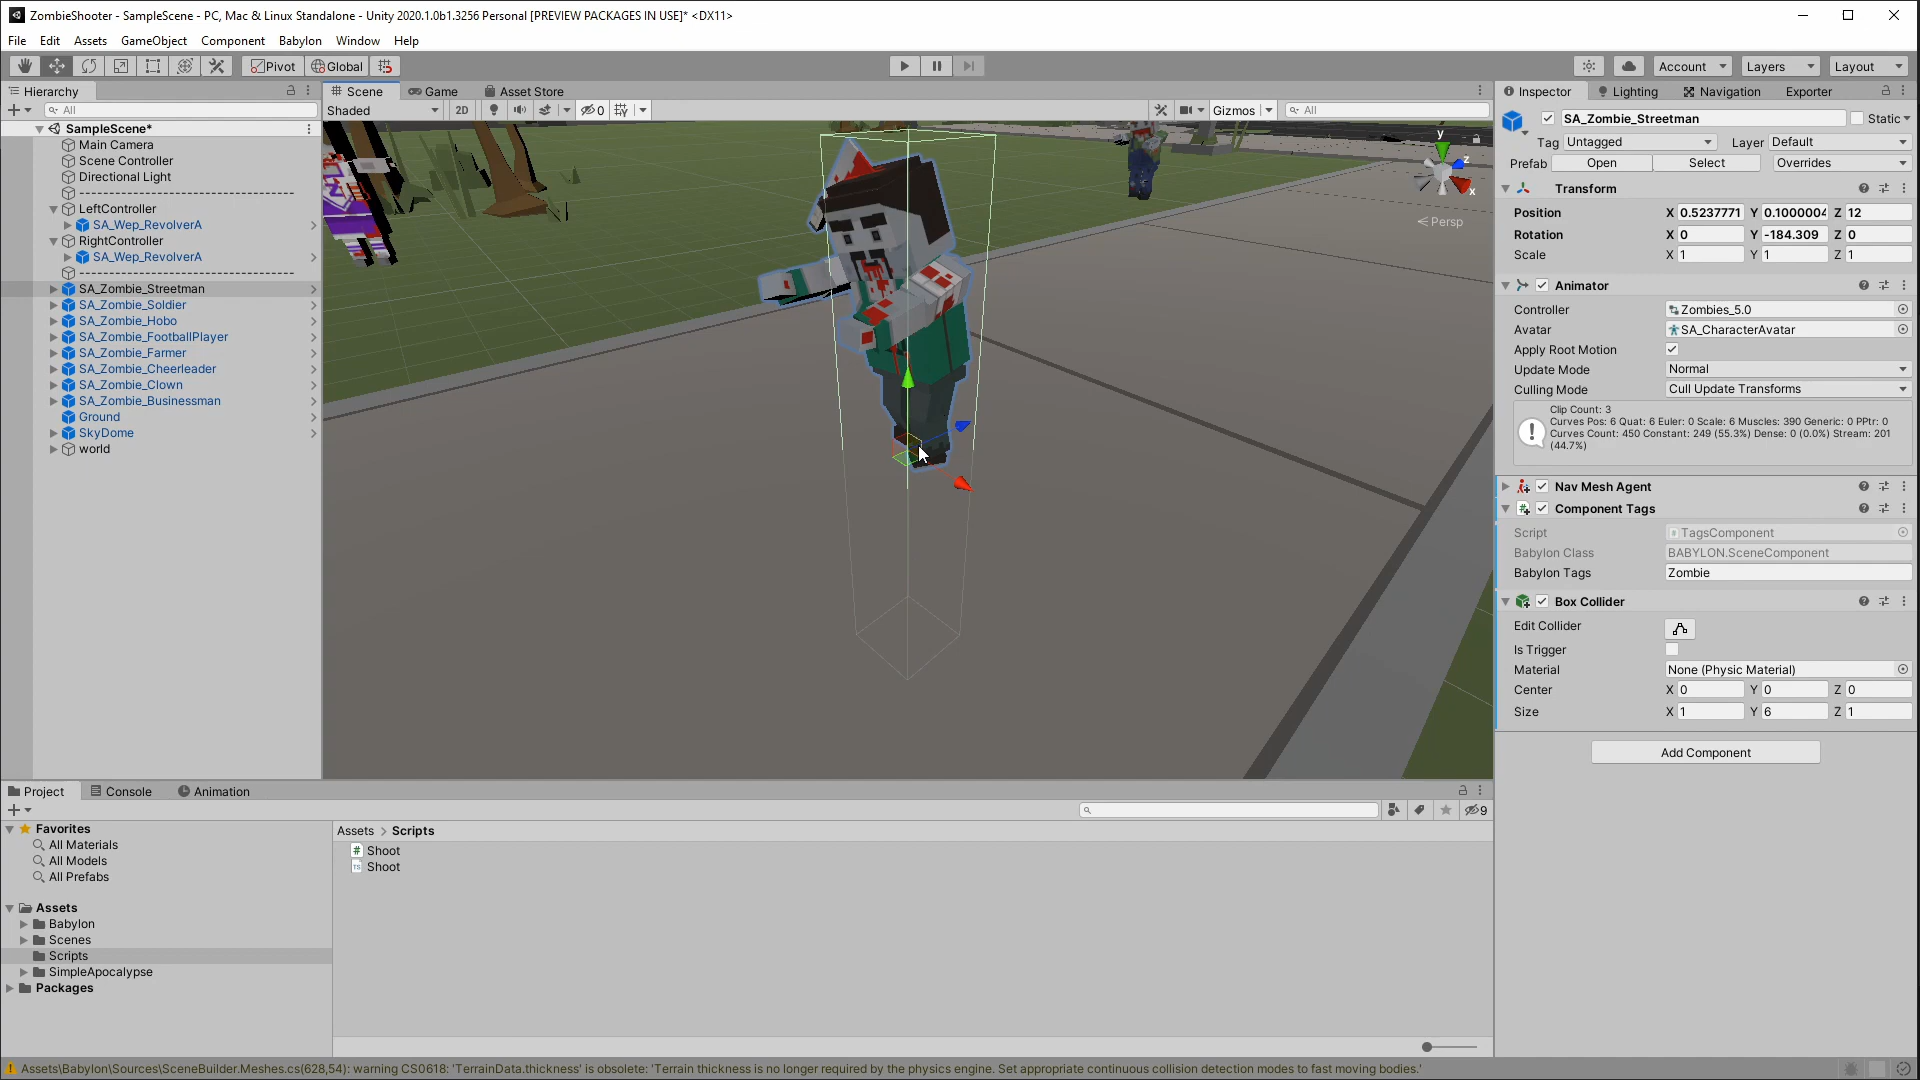 ZombieShooter - SampleScene - PC, Mac & Linux Standalone - Unity 2020.1.0b1.3256 Personal [PREVIEW PACKAGES IN USE]* <DX11>
File Edit Assets GameObject Component Babylon Window Help
Pivot Global Account Layers Layout
Hierarchy
All
SampleScene*
Main Camera
Scene Controller
Directional Light
--------------------------------
LeftController
SA_Wep_RevolverA
RightController
SA_Wep_RevolverA
--------------------------------
SA_Zombie_Streetman
SA_Zombie_Soldier
SA_Zombie_Hobo
SA_Zombie_FootballPlayer
SA_Zombie_Farmer
SA_Zombie_Cheerleader
SA_Zombie_Clown
SA_Zombie_Businessman
Ground
SkyDome
world
Scene Game Asset Store
Shaded 2D 0 Gizmos All
y
z
x
< Persp
Inspector Lighting Navigation Exporter
SA_Zombie_Streetman Static
Tag Untagged Layer Default
Prefab Open Select Overrides
Transform
Position X 0.5237771 Y 0.1000004 Z 12
Rotation X 0 Y -184.309 Z 0
Scale X 1 Y 1 Z 1
Animator
Controller Zombies_5.0
Avatar SA_CharacterAvatar
Apply Root Motion
Update Mode Normal
Culling Mode Cull Update Transforms
Clip Count: 3
Curves Pos: 6 Quat: 6 Euler: 0 Scale: 6 Muscles: 390 Generic: 0 PPtr: 0
Curves Count: 450 Constant: 249 (55.3%) Dense: 0 (0.0%) Stream: 201
(44.7%)
Nav Mesh Agent
Component Tags
Script TagsComponent
Babylon Class BABYLON.SceneComponent
Babylon Tags Zombie
Box Collider
Edit Collider
Is Trigger
Material None (Physic Material)
Center X 0 Y 0 Z 0
Size X 1 Y 6 Z 1
Add Component
Project Console Animation
9
Favorites
All Materials
All Models
All Prefabs
Assets
Babylon
Scenes
Scripts
SimpleApocalypse
Packages
Assets > Scripts
Shoot
Shoot
Assets\Babylon\Sources\SceneBuilder.Meshes.cs(628,54): warning CS0618: 'TerrainData.thickness' is obsolete: 'Terrain thickness is no longer required by the physics engine. Set appropriate continuous collision detection modes to fast moving bodies.'